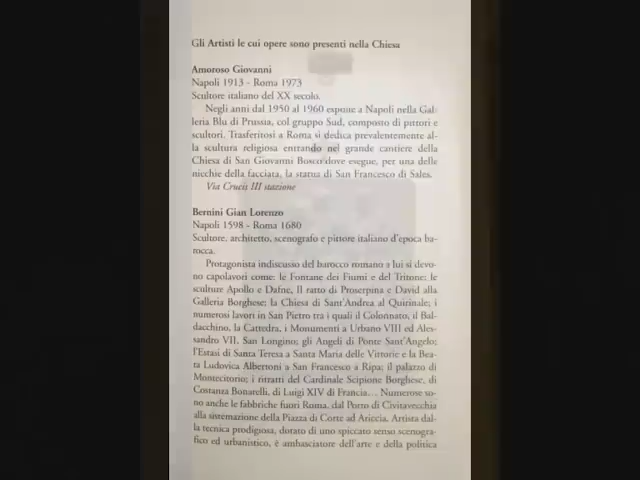 Gli Artisti le cui opere sono presenti nella Chiesa
Amoroso Giovanni
Napoli 1913 - Roma 1973
Scultore italiano del XX secolo.
Negli anni dal 1950 al 1960 espone a Napoli nella Gal-
leria Blu di Prussia, col gruppo Sud, composto di pittori e
scultori. Trasferitosi a Roma si dedica prevalentemente al-
la scultura religiosa entrando nel grande cantiere della
Chiesa di San Giovanni Bosco dove esegue, per una delle
nicchie della facciata, la statua di San Francesco di Sales.
Via Crucis III stazione
Bernini Gian Lorenzo
Napoli 1598 - Roma 1680
Scultore, architetto, scenografo e pittore italiano d'epoca ba-
rocca.
Protagonista indiscusso del barocco romano a lui si devo-
no capolavori come: le Fontane dei Fiumi e del Tritone; le
sculture Apollo e Dafne, Il ratto di Proserpina e David alla
Galleria Borghese; la Chiesa di Sant'Andrea al Quirinale; i
numerosi lavori in San Pietro tra i quali il Colonnato, il Bal-
dacchino, la Cattedra, i Monumenti a Urbano VIII ed Ales-
sandro VII, San Longino; gli Angeli di Ponte Sant'Angelo;
l'Estasi di Santa Teresa a Santa Maria delle Vittorie e la Bea-
ta Ludovica Albertoni a San Francesco a Ripa; il palazzo di
Montecitorio; i ritratti del Cardinale Scipione Borghese, di
Costanza Bonarelli, di Luigi XIV di Francia... Numerose so-
no anche le fabbriche fuori Roma, dal Porto di Civitavecchia
alla sistemazione della Piazza di Corte ad Ariccia. Artista dal-
la tecnica prodigiosa, dotato di uno spiccato senso scenogra-
fico ed urbanistico, è ambasciatore dell'arte e della politica